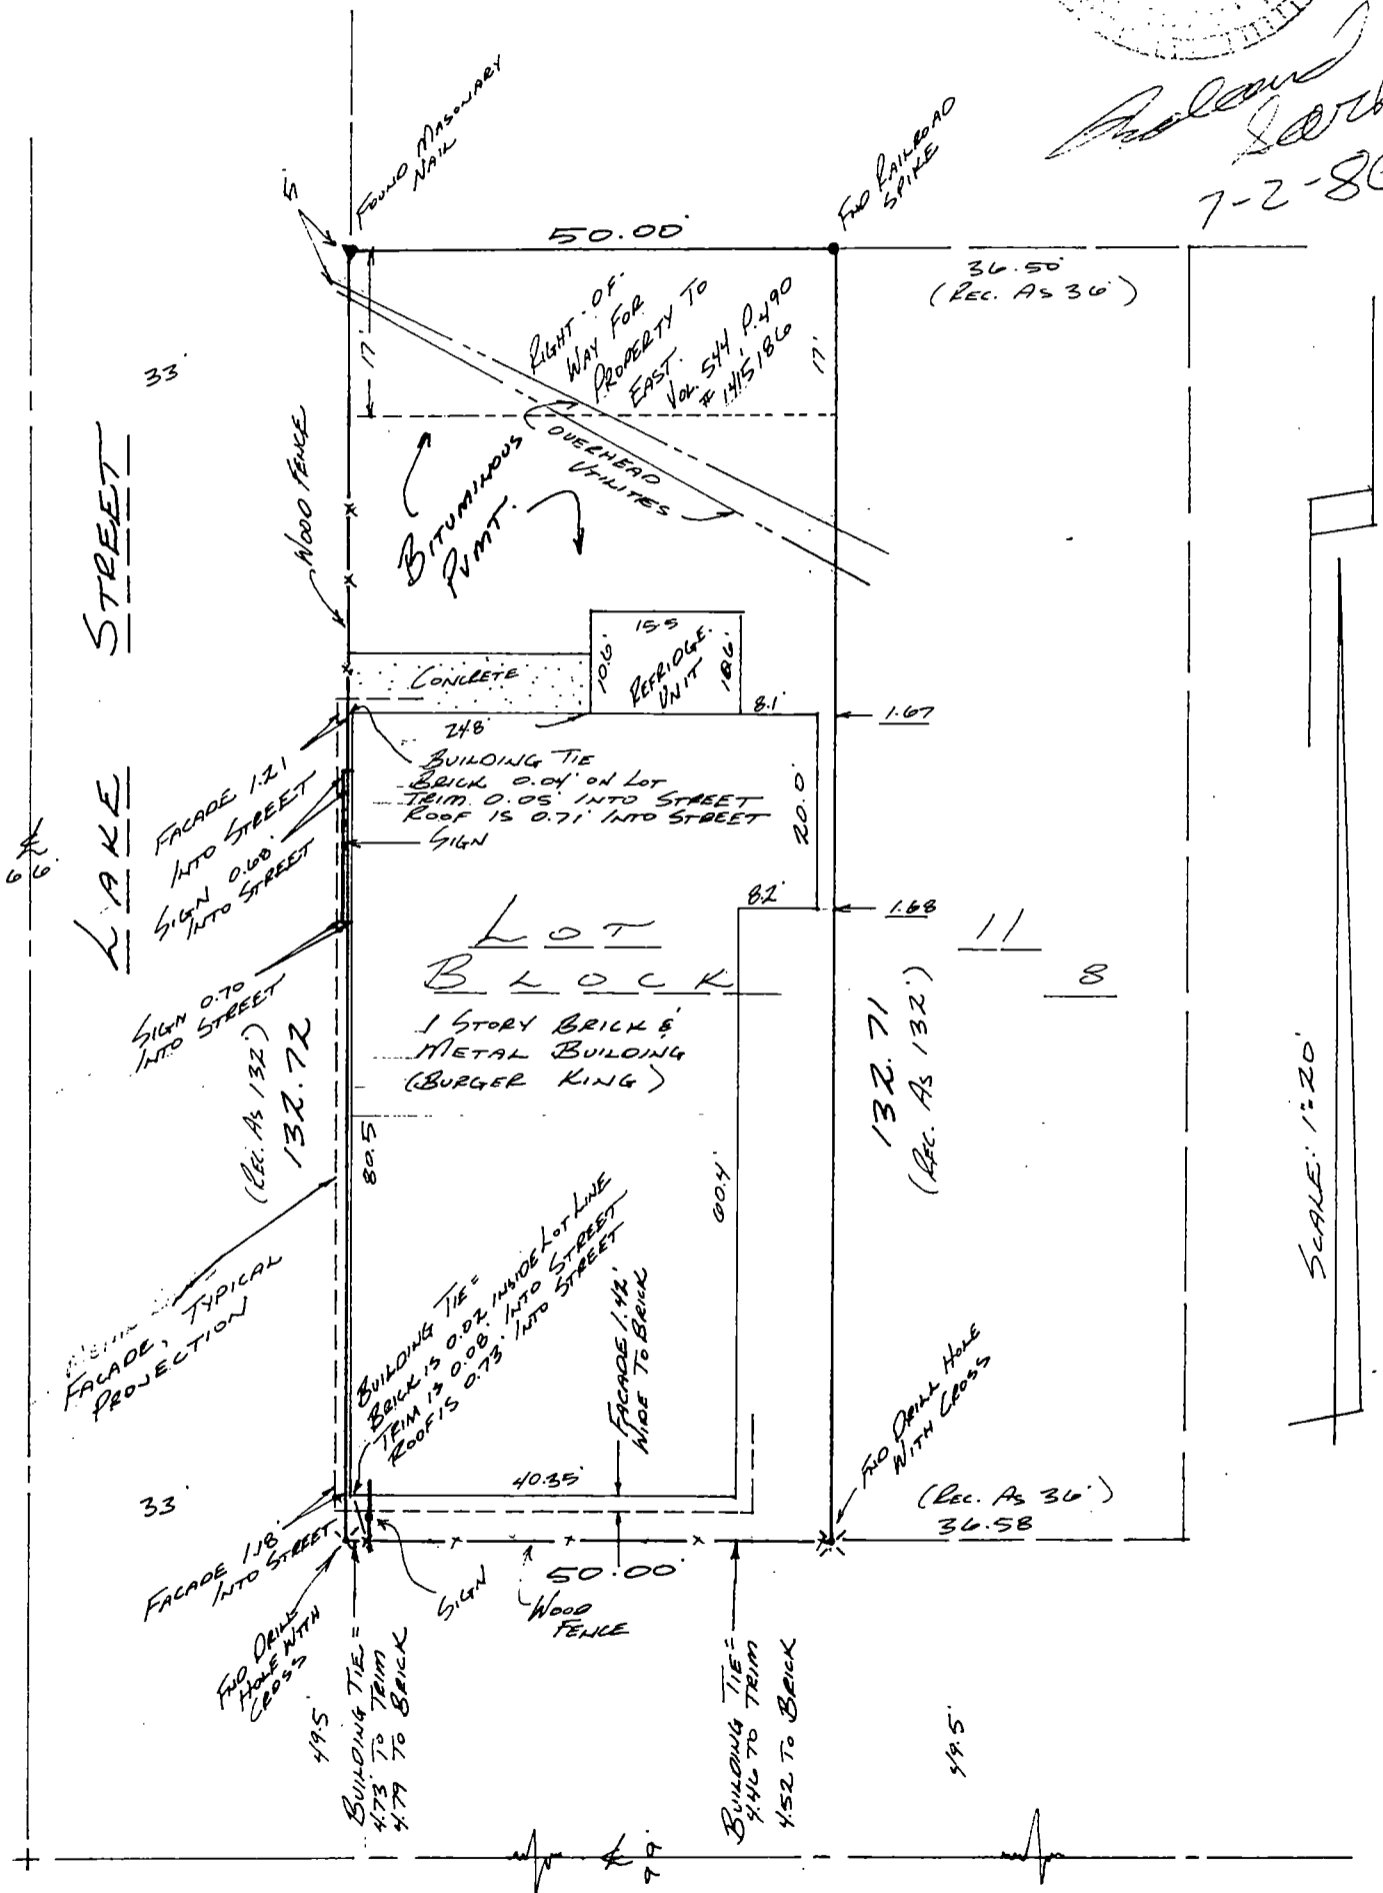 7-2-86
FOUND MASONARY
NAIL
FND RAILROAD
SPIKE
50.00'
36.50'
(REC. AS 36')
RIGHT-OF-
WAY FOR
PROPERTY TO
EAST.
VOL. 544, P.490
# 1415186
17'
17'
33'
OVERHEAD
UTILITIES
BITUMINOUS
PVMT.
WOOD FENCE
LAKE STREET
CONCRETE
15.5
10.6'
REFRIDGE.
UNIT
10.6'
8.1'
24.8'
1.67
BUILDING TIE
BRICK 0.04' ON LOT
TRIM 0.05' INTO STREET
ROOF IS 0.71' INTO STREET
SIGN
20.0'
FACADE 1.21
INTO STREET
SIGN 0.68'
INTO STREET
SIGN 0.70
INTO STREET
8.2'
1.68
66'
LOT 11
BLOCK 8
1 STORY BRICK &
METAL BUILDING
(BURGER KING)
(REC. AS 132')
132.72
80.5
60.4'
132.71
(REC. AS 132')
SCALE: 1"=20'
FACADE, TYPICAL
PROJECTION
BUILDING TIE=
BRICK IS 0.02 INSIDE LOT LINE
TRIM IS 0.08' INTO STREET
ROOF IS 0.73' INTO STREET
FACADE 1.42'
WIDE TO BRICK
FND DRILL HOLE
WITH CROSS
40.35'
33'
(REC. AS 36')
36.58
FACADE 1.18'
INTO STREET
FND DRILL
HOLE WITH
CROSS
SIGN
50.00'
WOOD
FENCE
49.5'
BUILDING TIE=
4.73' TO TRIM
4.79 TO BRICK
BUILDING TIE=
4.46 TO TRIM
4.52 TO BRICK
49.5'
99'